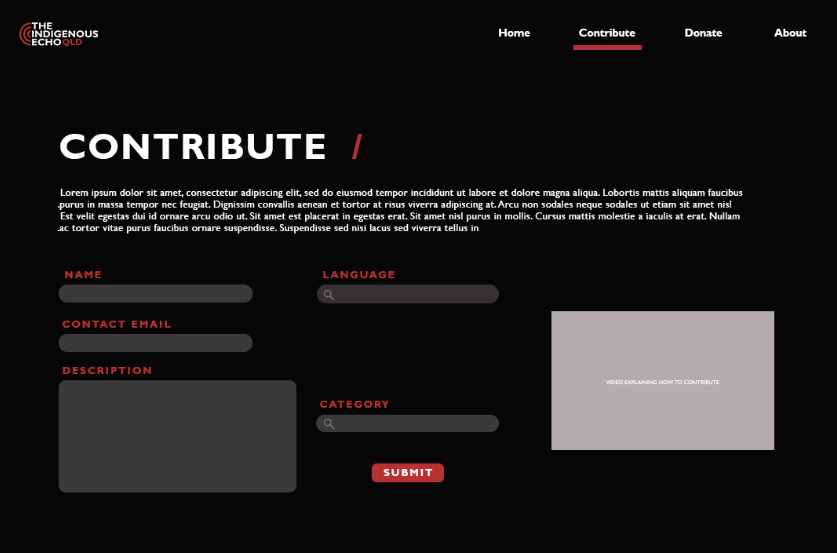 THE
INDIGENOUS
ECHOQLD
Home
Contribute
Donate
About
CONTRIBUTE /
Lorem ipsum dolor sit amet, consectetur adipiscing elit, sed do eiusmod tempor incididunt ut labore et dolore magna aliqua. Lobortis mattis aliquam faucibus
.purus in massa tempor nec feugiat. Dignissim convallis aenean et tortor at risus viverra adipiscing at. Arcu non sodales neque sodales ut etiam sit amet nisl
Est velit egestas dui id ornare arcu odio ut. Sit amet est placerat in egestas erat. Sit amet nisl purus in mollis. Cursus mattis molestie a iaculis at erat. Nullam
.ac tortor vitae purus faucibus ornare suspendisse. Suspendisse sed nisi lacus sed viverra tellus in
NAME
LANGUAGE
CONTACT EMAIL
DESCRIPTION
VIDEO EXPLAINING HOW TO CONTRIBUTE
CATEGORY
SUBMIT